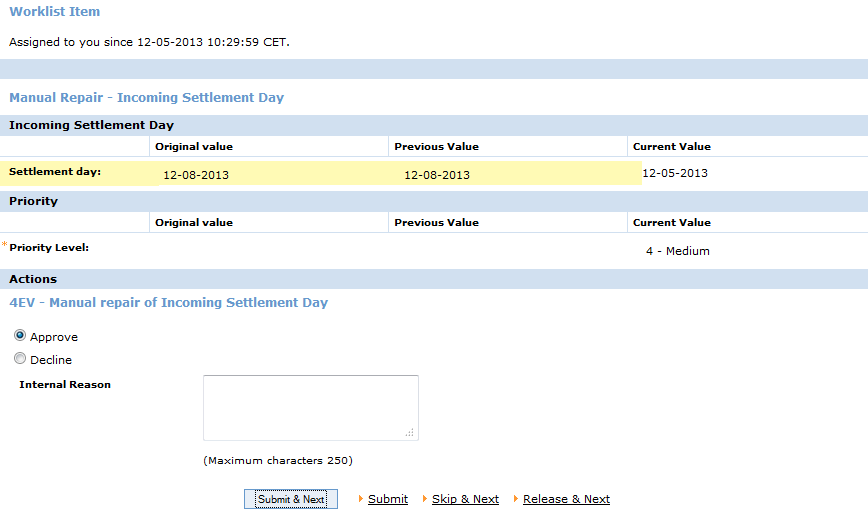 Worklist Item
Assigned to you since 12-05-2013 10:29:59 CET.
Manual Repair - Incoming Settlement Day
Incoming Settlement Day
Original value Previous Value Current Value
Settlement day: 12-08-2013 12-08-2013 12-05-2013
Priority
Original value Previous Value Current Value
*Priority Level: 4 - Medium
Actions
4EV - Manual repair of Incoming Settlement Day
Approve
Decline
Internal Reason
(Maximum characters 250)
Submit & Next Submit Skip & Next Release & Next